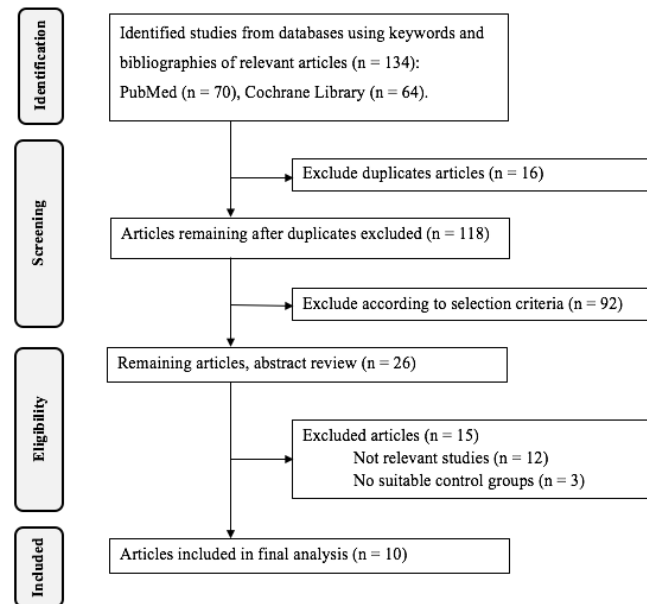 Identification
Identified studies from databases using keywords and
bibliographies of relevant articles (n = 134):
PubMed (n = 70), Cochrane Library (n = 64).
Screening
Exclude duplicates articles (n = 16)
Articles remaining after duplicates excluded (n = 118)
Exclude according to selection criteria (n = 92)
Eligibility
Remaining articles, abstract review (n = 26)
Excluded articles (n = 15)
Not relevant studies (n = 12)
No suitable control groups (n = 3)
Included
Articles included in final analysis (n = 10)